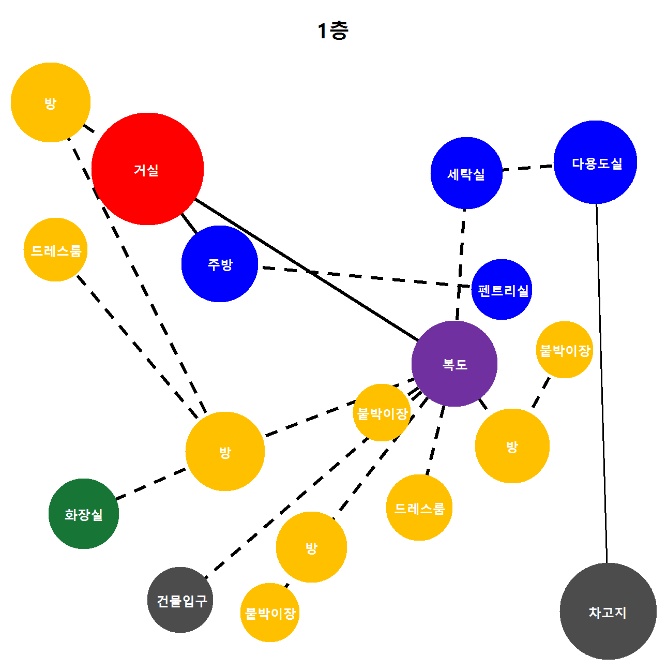 1층
방
거실
세탁실
다용도실
드레스룸
주방
펜트리실
복도
붙박이장
붙박이장
방
방
드레스룸
화장실
방
건물입구
붙박이장
차고지